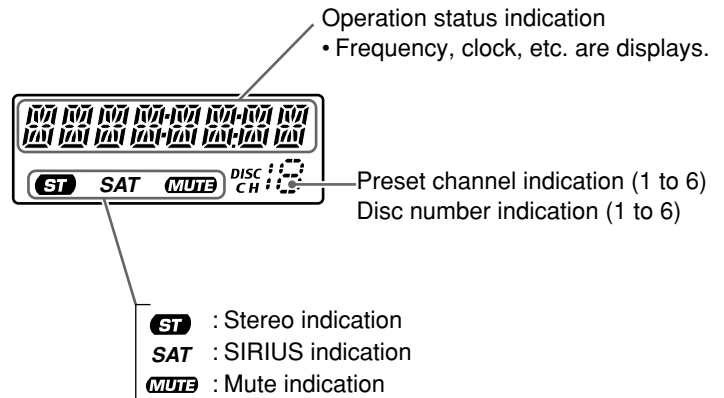 Operation status indication
• Frequency, clock, etc. are displays.
ST SAT MUTE DISC CH 18
Preset channel indication (1 to 6)
Disc number indication (1 to 6)
ST : Stereo indication
SAT : SIRIUS indication
MUTE : Mute indication